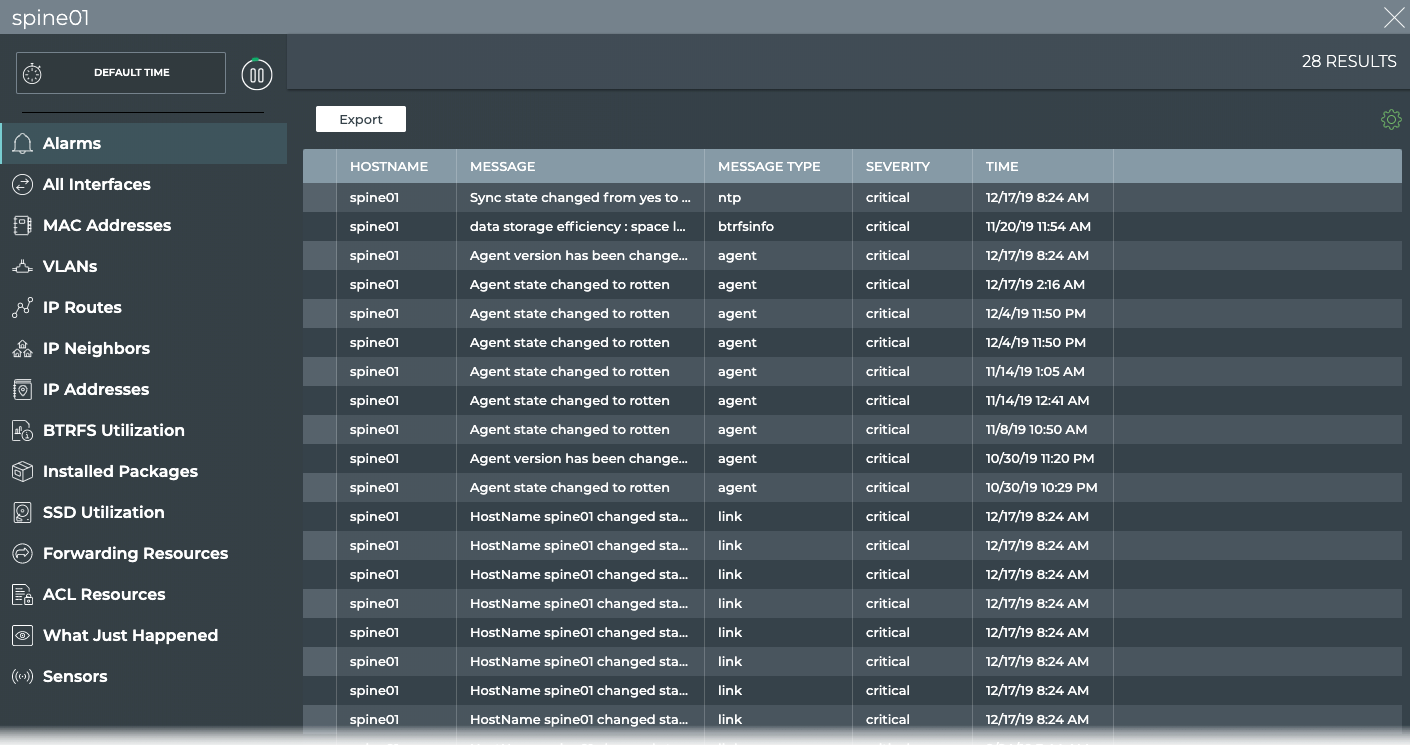 spine01
DEFAULT TIME
28 RESULTS
Export
Alarms
All Interfaces
MAC Addresses
VLANs
IP Routes
IP Neighbors
IP Addresses
BTRFS Utilization
Installed Packages
SSD Utilization
Forwarding Resources
ACL Resources
What Just Happened
Sensors
HOSTNAME MESSAGE MESSAGE TYPE SEVERITY TIME
spine01 Sync state changed from yes to ... ntp critical 12/17/19 8:24 AM
spine01 data storage efficiency : space l... btrfsinfo critical 11/20/19 11:54 AM
spine01 Agent version has been change... agent critical 12/17/19 8:24 AM
spine01 Agent state changed to rotten agent critical 12/17/19 2:16 AM
spine01 Agent state changed to rotten agent critical 12/4/19 11:50 PM
spine01 Agent state changed to rotten agent critical 12/4/19 11:50 PM
spine01 Agent state changed to rotten agent critical 11/14/19 1:05 AM
spine01 Agent state changed to rotten agent critical 11/14/19 12:41 AM
spine01 Agent state changed to rotten agent critical 11/8/19 10:50 AM
spine01 Agent version has been change... agent critical 10/30/19 11:20 PM
spine01 Agent state changed to rotten agent critical 10/30/19 10:29 PM
spine01 HostName spine01 changed sta... link critical 12/17/19 8:24 AM
spine01 HostName spine01 changed sta... link critical 12/17/19 8:24 AM
spine01 HostName spine01 changed sta... link critical 12/17/19 8:24 AM
spine01 HostName spine01 changed sta... link critical 12/17/19 8:24 AM
spine01 HostName spine01 changed sta... link critical 12/17/19 8:24 AM
spine01 HostName spine01 changed sta... link critical 12/17/19 8:24 AM
spine01 HostName spine01 changed sta... link critical 12/17/19 8:24 AM
spine01 HostName spine01 changed sta... link critical 12/17/19 8:24 AM